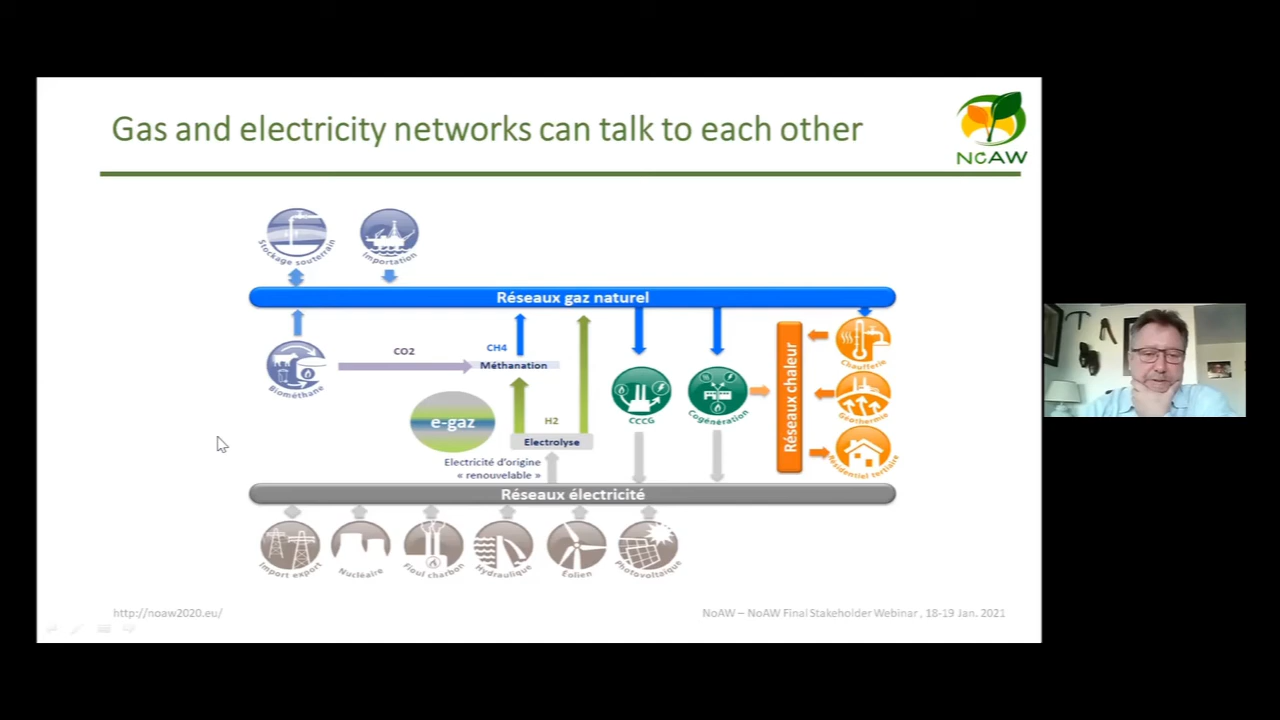 Gas and electricity networks can talk to each other
NoAW
Stockage souterrain
Importation
Réseaux gaz naturel
CO2
CH4
Méthanation
Biométhane
e-gaz
H2
Electrolyse
Electricité d'origine
« renouvelable »
CCCG
Cogénération
Réseaux chaleur
Chaufferie
Géothermie
Résidentiel tertiaire
Réseaux électricité
Import export
Nucléaire
Fioul charbon
Hydraulique
Éolien
Photovoltaïque
http://noaw2020.eu/
NoAW – NoAW Final Stakeholder Webinar, 18-19 Jan. 2021